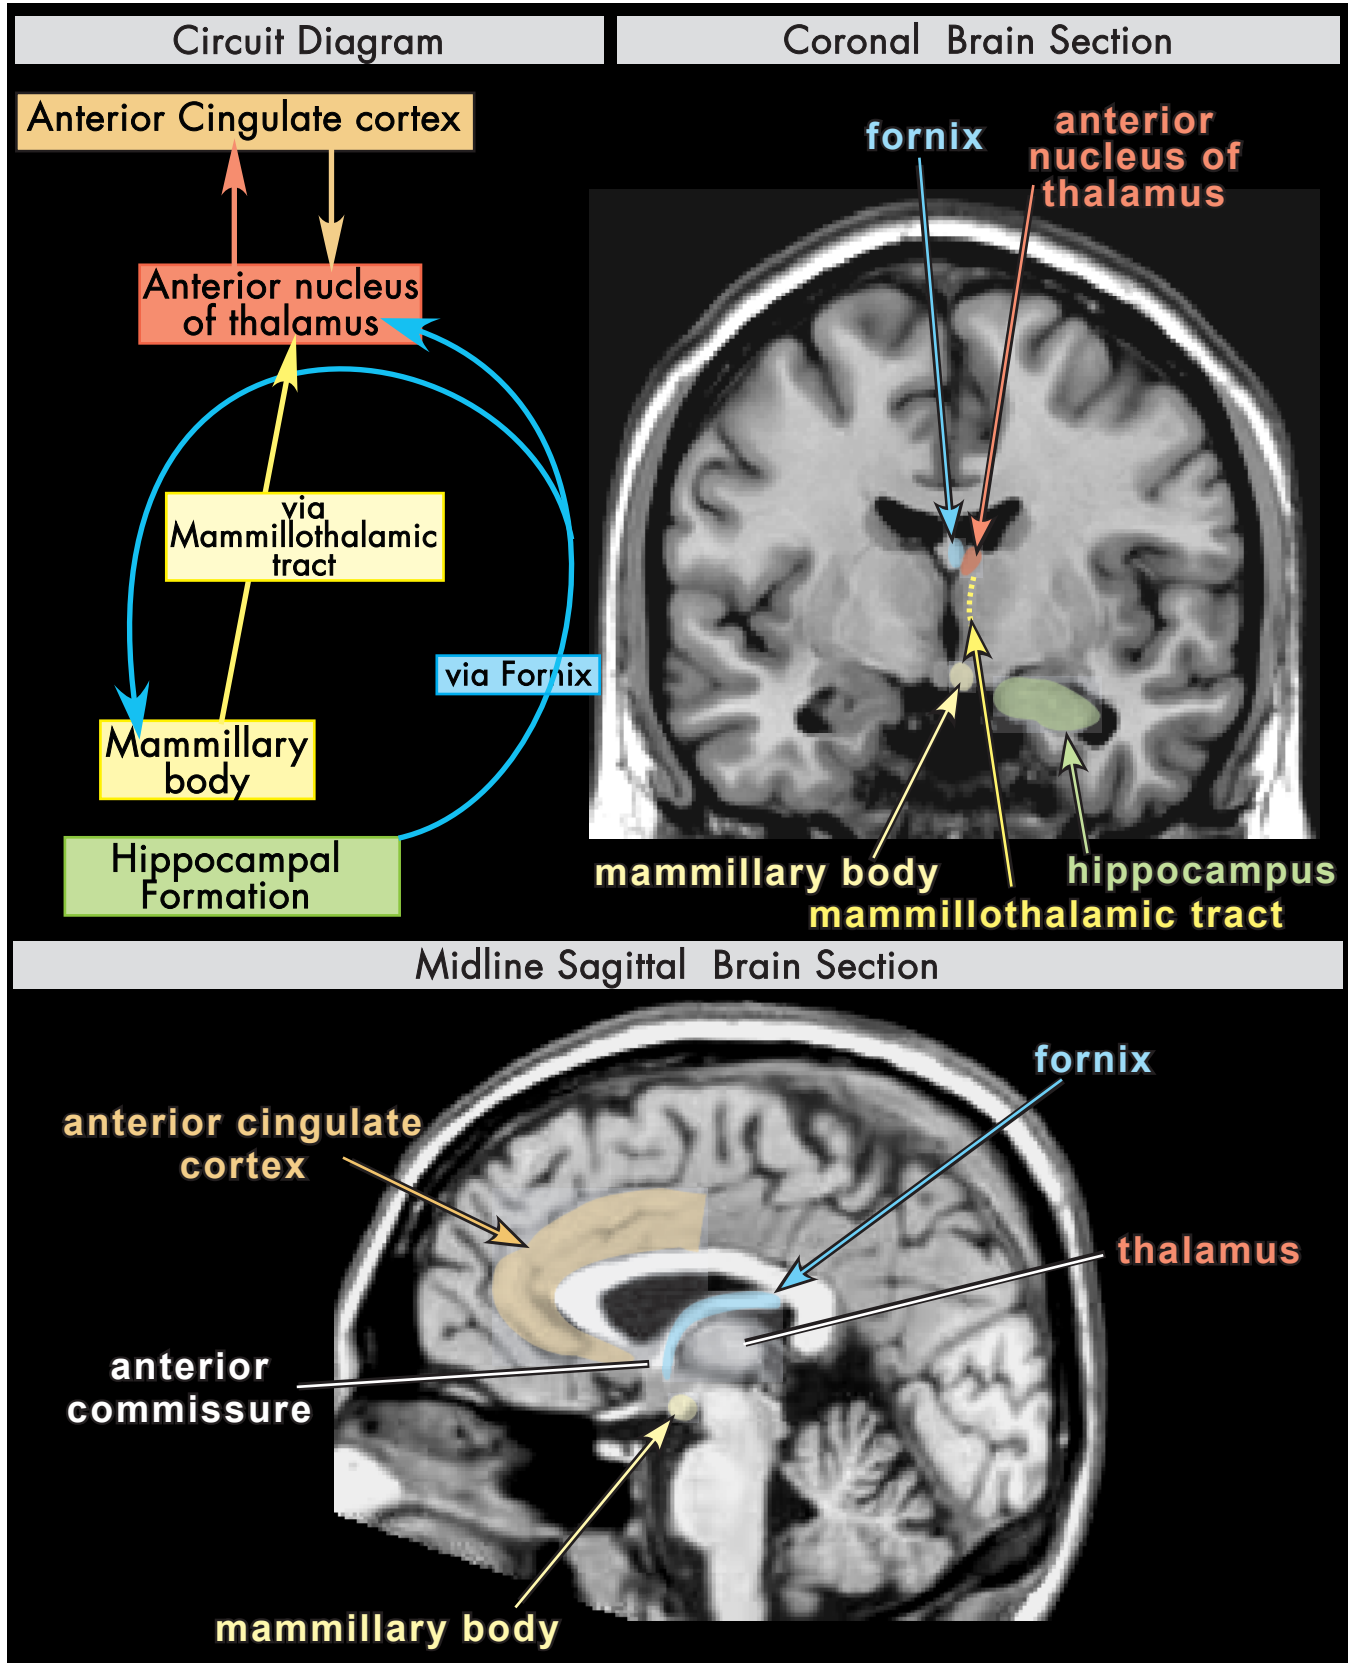 Circuit Diagram
Coronal Brain Section
Anterior Cingulate cortex
Anterior nucleus
of thalamus
via
Mammillothalamic
tract
via Fornix
Mammillary
body
Hippocampal
Formation
fornix
anterior
nucleus of
thalamus
mammillary body
hippocampus
mammillothalamic tract
Midline Sagittal Brain Section
fornix
anterior cingulate
cortex
thalamus
anterior
commissure
mammillary body